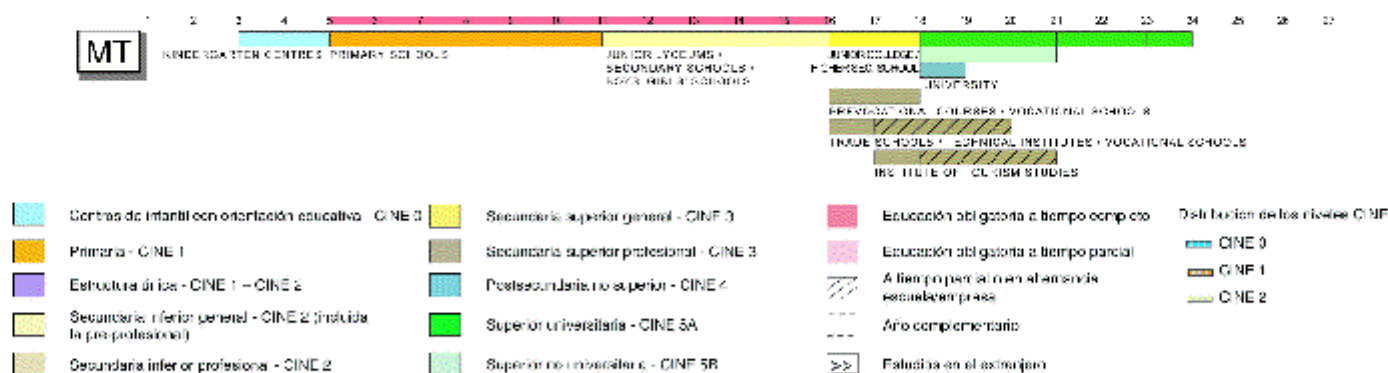 1 2 3 4 5 6 7 8 9 10 11 12 13 14 15 16 17 18 19 20 21 22 23 24 25 26 27
MT
KINDERGARTEN CENTRES PRIMARY SCHOOLS
JUNIOR LYCEUMS /
SECONDARY SCHOOLS /
BOYS' GIRLS' SCHOOLS
JUNIOR COLLEGE /
HIGHER SEC. SCHOOL
UNIVERSITY
PREVOCATIONAL COURSES / VOCATIONAL SCHOOLS
TRADE SCHOOLS / TECHNICAL INSTITUTES / VOCATIONAL SCHOOLS
INSTITUTE OF TOURISM STUDIES
Centros de infantil con orientación educativa - CINE 0
Primaria - CINE 1
Estructura única - CINE 1 – CINE 2
Secundaria inferior general - CINE 2 (incluida
la pre-profesional)
Secundaria inferior profesional - CINE 2
Secundaria superior general - CINE 3
Secundaria superior profesional - CINE 3
Postsecundaria no superior - CINE 4
Superior universitaria - CINE 5A
Superior no universitaria - CINE 5B
Educación obligatoria a tiempo completo
Educación obligatoria a tiempo parcial
A tiempo parcial o en alternancia
escuela/empresa
Año complementario
>> Estudios en el extranjero
Distribución de los niveles CINE
CINE 0
CINE 1
CINE 2